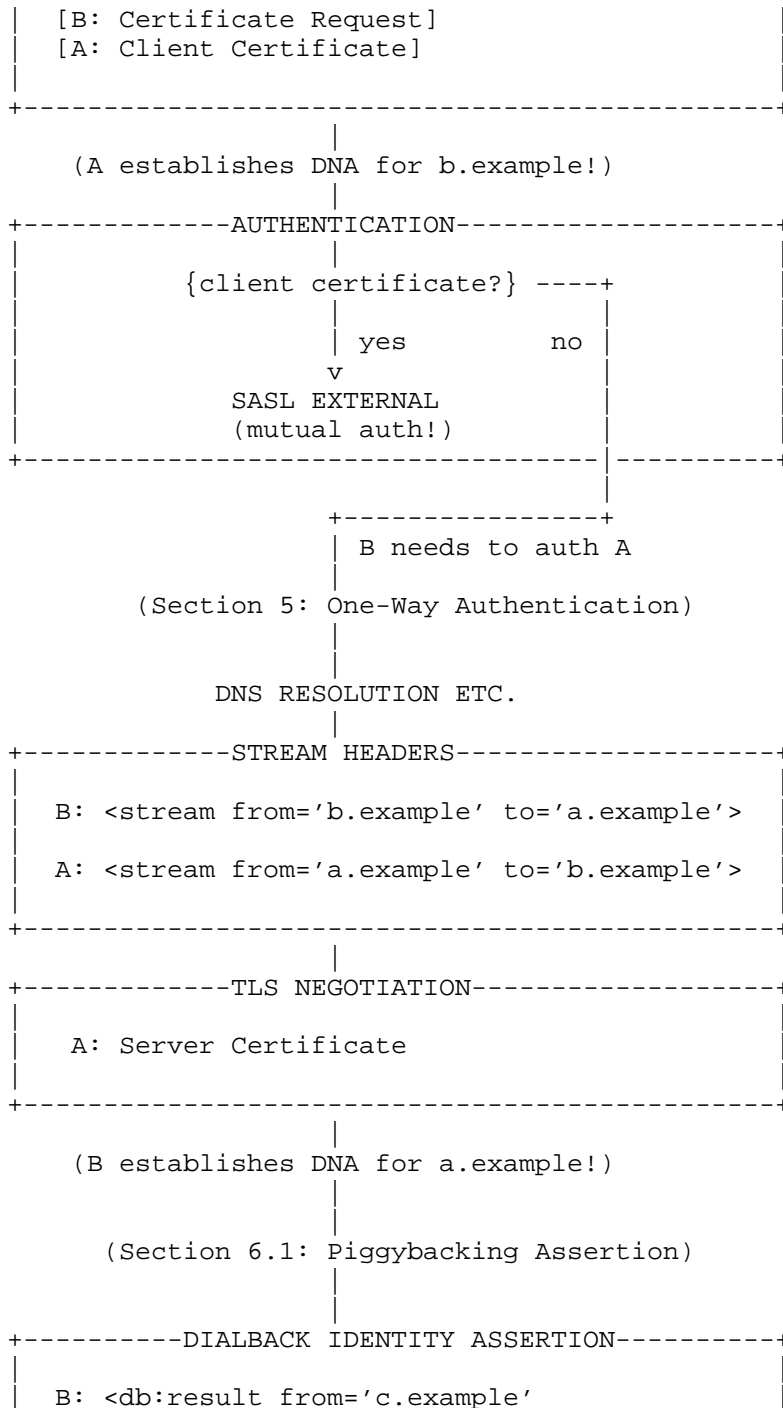 |  [B: Certificate Request]                      |
|  [A: Client Certificate]                       |
|                                                |
+------------------------------------------------+
                     |
    (A establishes DNA for b.example!)
                     |
+-------------AUTHENTICATION--------------------+
|                    |                           |
|          {client certificate?} ----+           |
|                    |               |           |
|                    | yes        no |           |
|                    v               |           |
|             SASL EXTERNAL          |           |
|             (mutual auth!)         |           |
+------------------------------------|-----------+
                                     |
                    +----------------+
                    | B needs to auth A
                    |
        (Section 5: One-Way Authentication)
                    |
                    |
            DNS RESOLUTION ETC.
                    |
+-------------STREAM HEADERS--------------------+
|                                                |
|  B: <stream from='b.example' to='a.example'>   |
|                                                |
|  A: <stream from='a.example' to='b.example'>   |
|                                                |
+------------------------------------------------+
                    |
+-------------TLS NEGOTIATION-------------------+
|                                                |
|   A: Server Certificate                        |
|                                                |
+------------------------------------------------+
                    |
    (B establishes DNA for a.example!)
                    |
                    |
      (Section 6.1: Piggybacking Assertion)
                    |
                    |
+----------DIALBACK IDENTITY ASSERTION----------+
|                                                |
|  B: <db:result from='c.example'                |